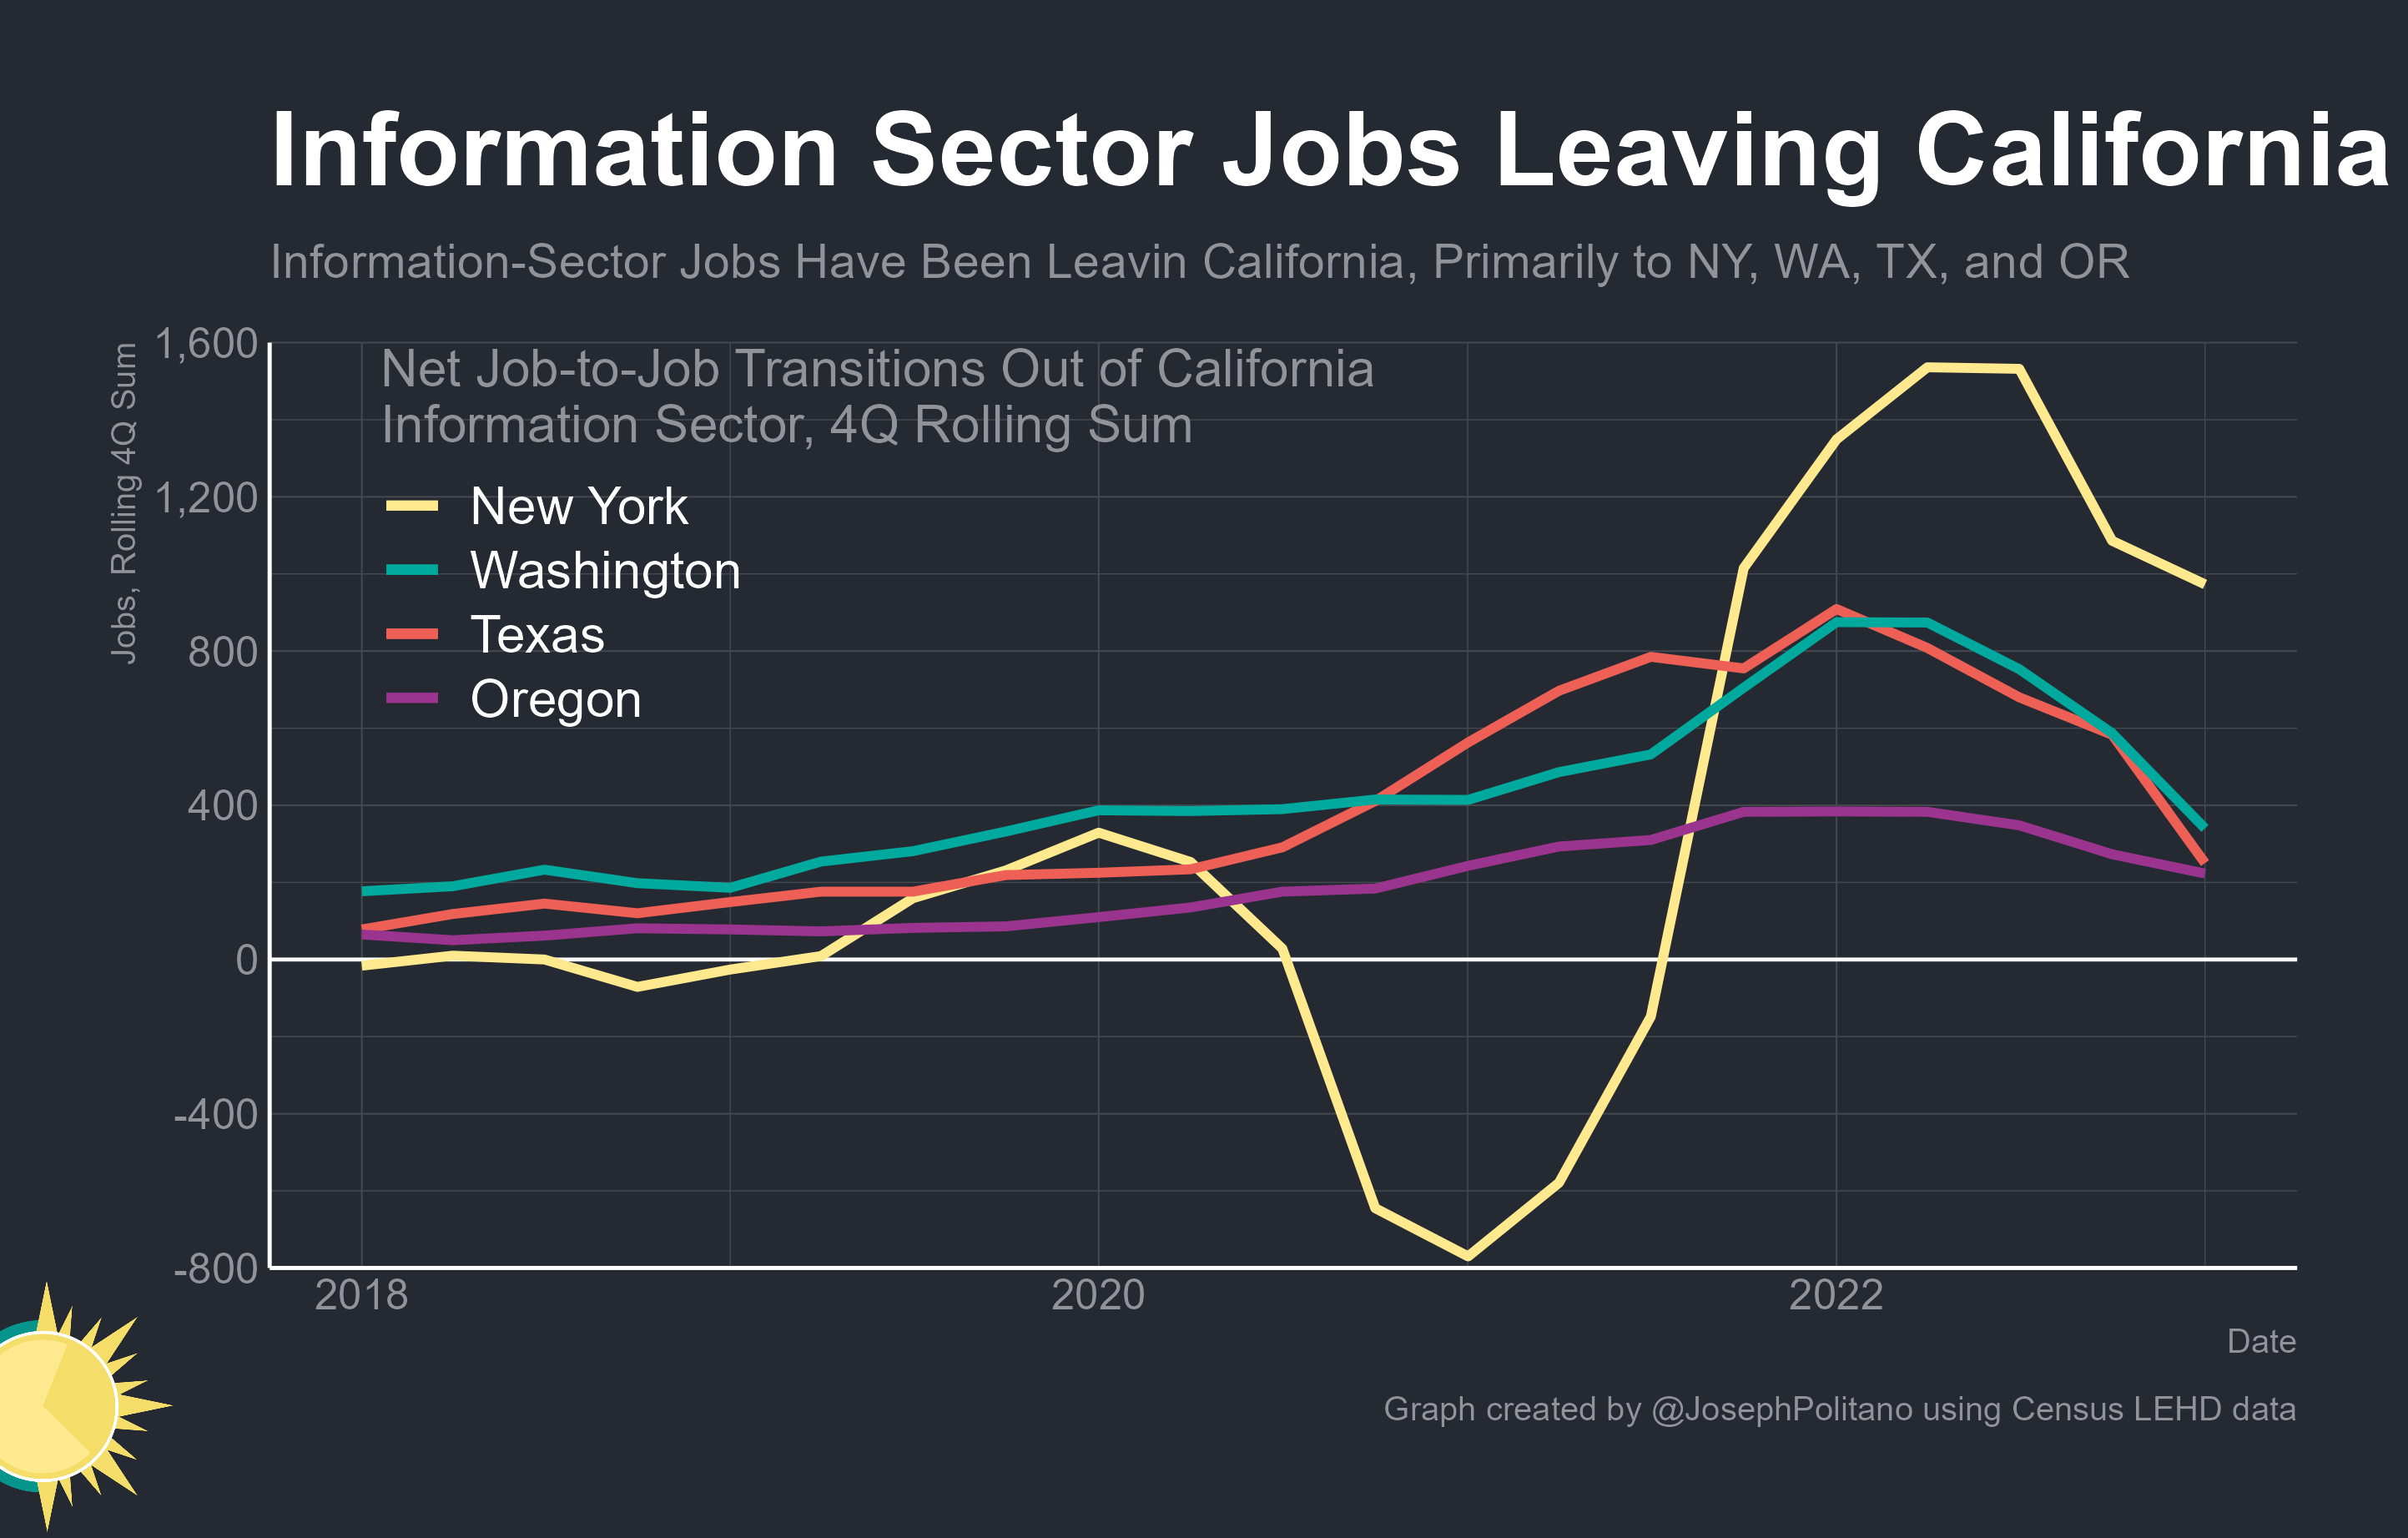 Information Sector Jobs Leaving California
Information-Sector Jobs Have Been Leavin California, Primarily to NY, WA, TX, and OR
Jobs, Rolling 4Q Sum
Net Job-to-Job Transitions Out of California
Information Sector, 4Q Rolling Sum
New York
Washington
Texas
Oregon
1,600
1,200
800
400
0
-400
-800
2018
2020
2022
Date
Graph created by @JosephPolitano using Census LEHD data